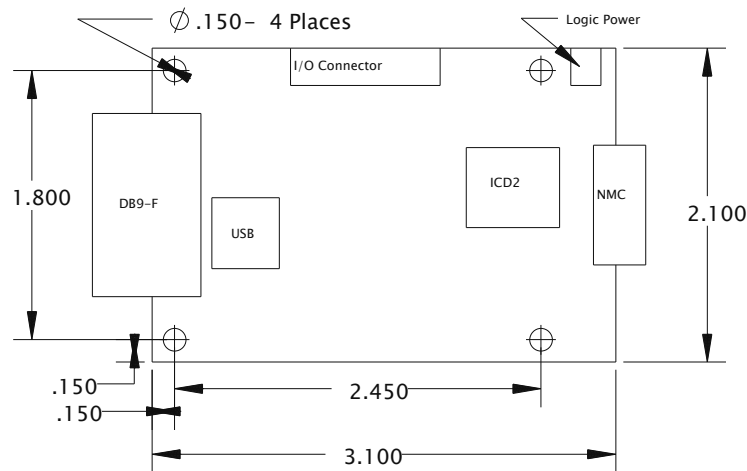 Ø .150- 4 Places
Logic Power
I/O Connector
1.800
DB9-F
USB
ICD2
NMC
2.100
.150
.150
2.450
3.100